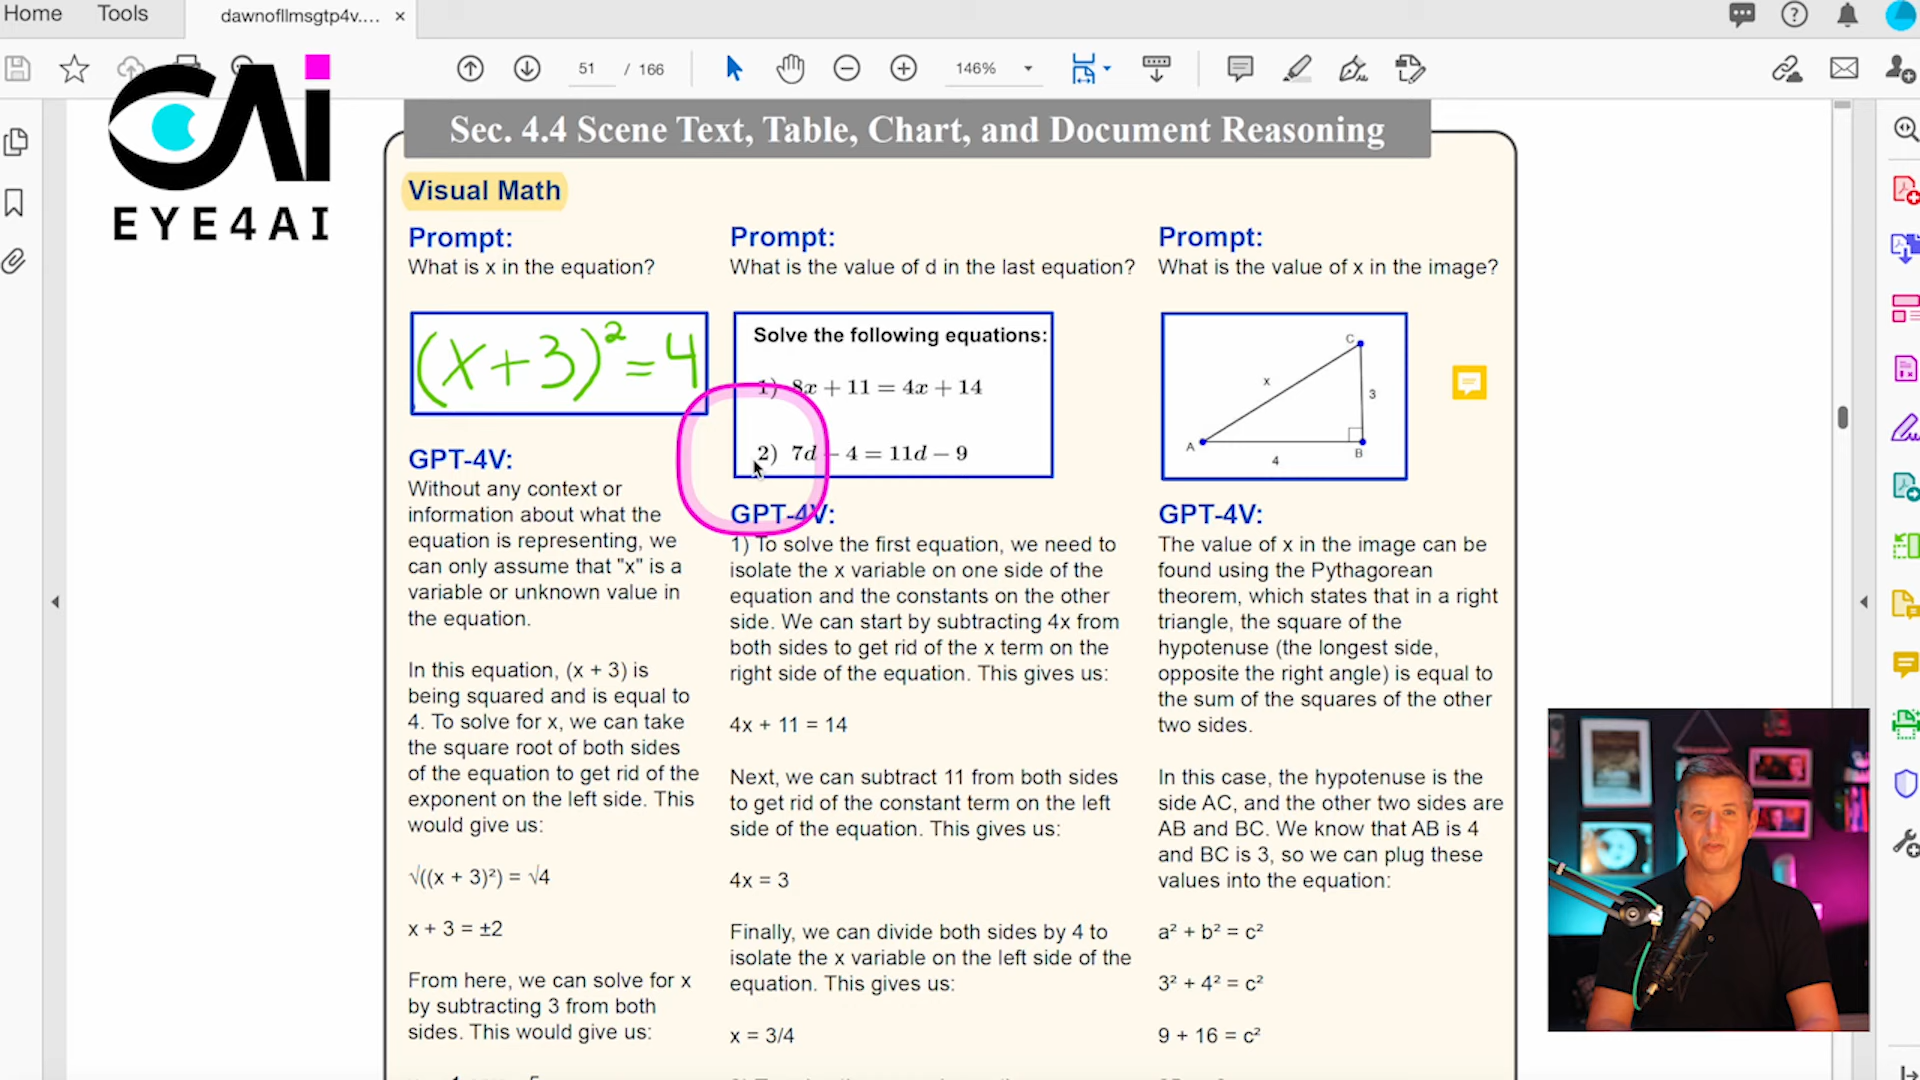 Home
Tools
dawnofllmsgtp4v....
×
51 / 166
146%
EYE4AI
Sec. 4.4 Scene Text, Table, Chart, and Document Reasoning
Visual Math
Prompt:
What is x in the equation?
(x+3)²=4
GPT-4V:
Without any context or
information about what the
equation is representing, we
can only assume that "x" is a
variable or unknown value in
the equation.
In this equation, (x + 3) is
being squared and is equal to
4. To solve for x, we can take
the square root of both sides
of the equation to get rid of the
exponent on the left side. This
would give us:
√((x + 3)²) = √4
x + 3 = ±2
From here, we can solve for x
by subtracting 3 from both
sides. This would give us:
Prompt:
What is the value of d in the last equation?
Solve the following equations:
1) 8x + 11 = 4x + 14
2) 7d − 4 = 11d − 9
GPT-4V:
1) To solve the first equation, we need to
isolate the x variable on one side of the
equation and the constants on the other
side. We can start by subtracting 4x from
both sides to get rid of the x term on the
right side of the equation. This gives us:
4x + 11 = 14
Next, we can subtract 11 from both sides
to get rid of the constant term on the left
side of the equation. This gives us:
4x = 3
Finally, we can divide both sides by 4 to
isolate the x variable on the left side of the
equation. This gives us:
x = 3/4
Prompt:
What is the value of x in the image?
C
x
3
A
B
4
GPT-4V:
The value of x in the image can be
found using the Pythagorean
theorem, which states that in a right
triangle, the square of the
hypotenuse (the longest side,
opposite the right angle) is equal to
the sum of the squares of the other
two sides.
In this case, the hypotenuse is the
side AC, and the other two sides are
AB and BC. We know that AB is 4
and BC is 3, so we can plug these
values into the equation:
a² + b² = c²
3² + 4² = c²
9 + 16 = c²